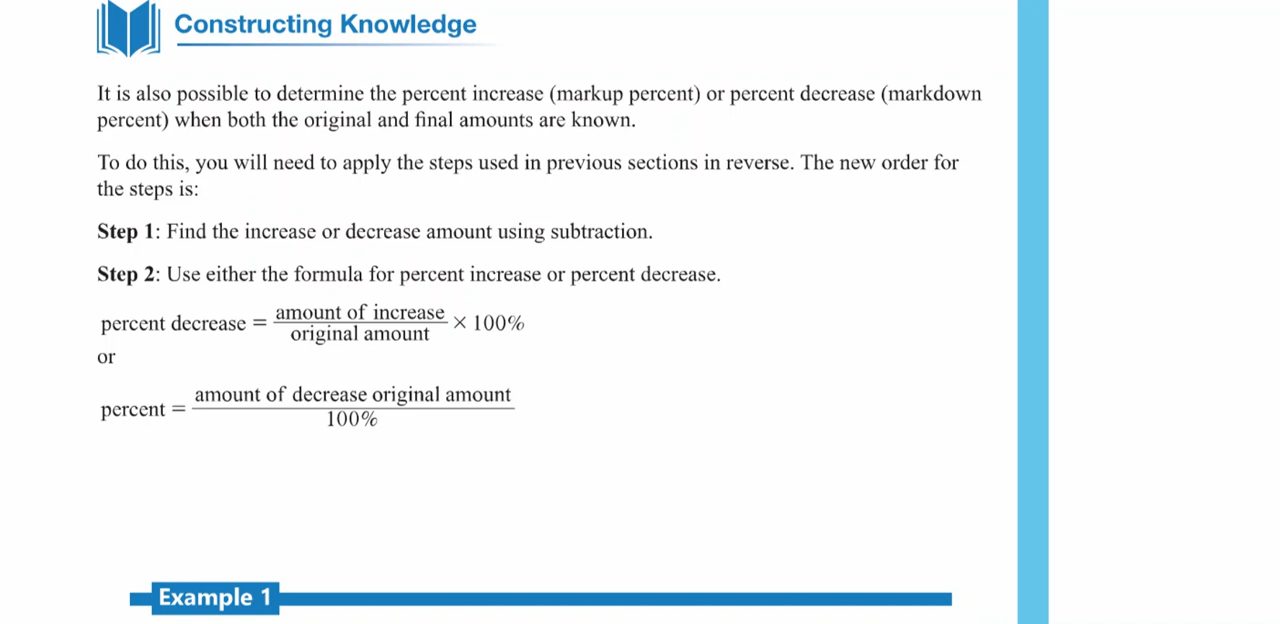 Constructing Knowledge
It is also possible to determine the percent increase (markup percent) or percent decrease (markdown
percent) when both the original and final amounts are known.
To do this, you will need to apply the steps used in previous sections in reverse. The new order for
the steps is:
Step 1: Find the increase or decrease amount using subtraction.
Step 2: Use either the formula for percent increase or percent decrease.
percent decrease = amount of increase / original amount × 100%
or
percent = amount of decrease original amount / 100%
Example 1